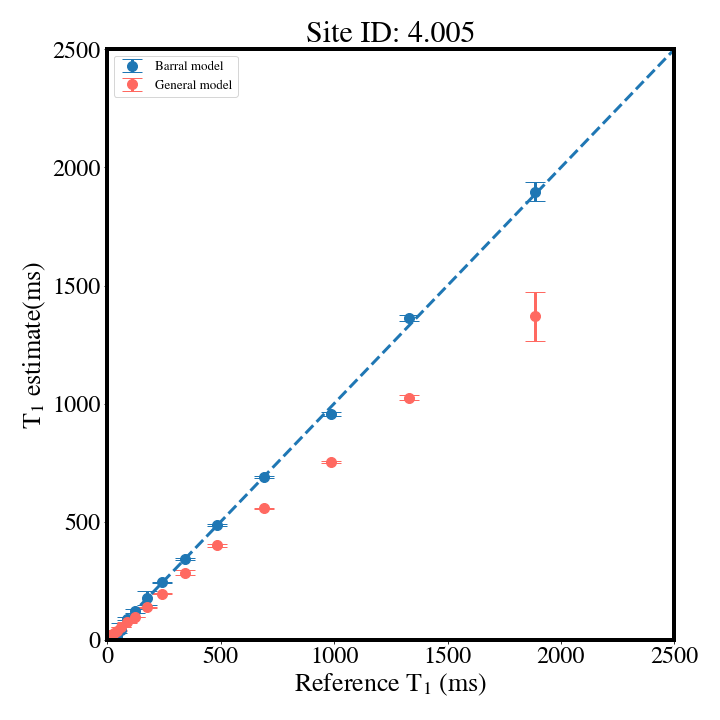 Site ID: 4.005
Barral model
General model
2500
2000
1500
1000
500
0
T₁ estimate(ms)
0 500 1000 1500 2000 2500
Reference T₁ (ms)